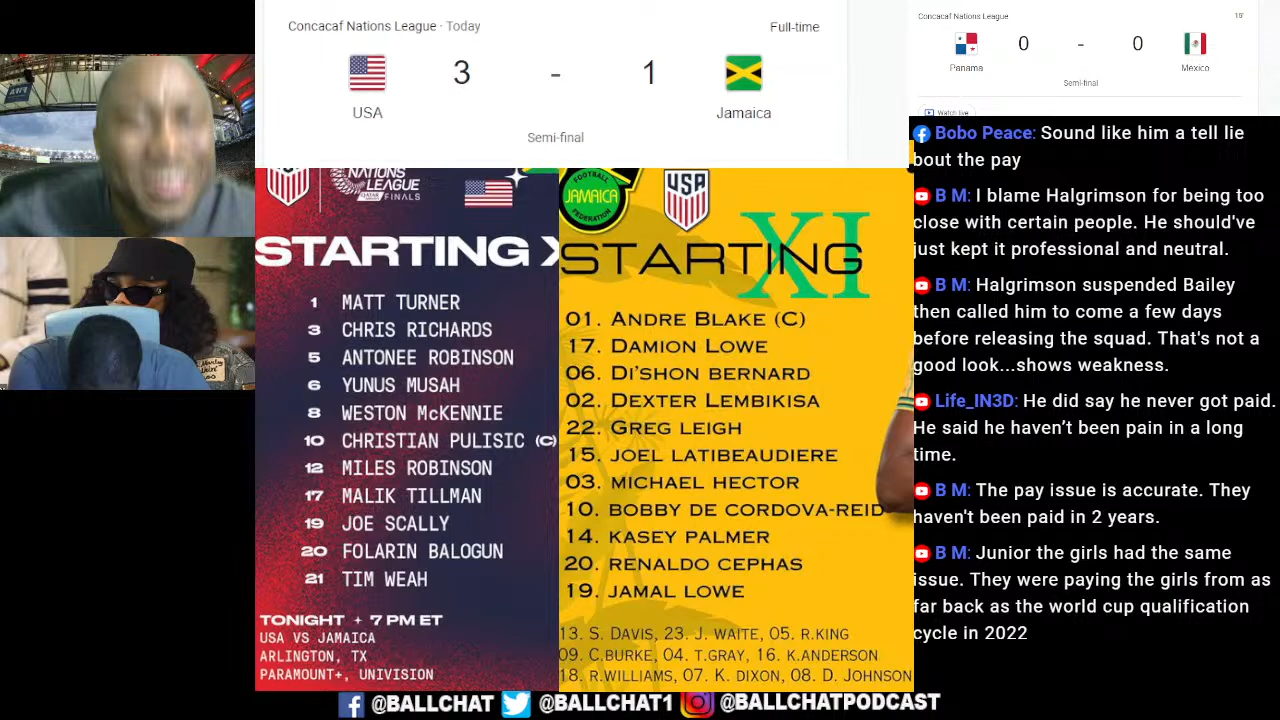 Concacaf Nations League · Today
Full-time
USA
3 - 1
Jamaica
Semi-final
Concacaf Nations League
19'
0 - 0
Panama
Mexico
Semi-final
Watch live
NATIONS
LEAGUE
FINALS
STARTING X
1 MATT TURNER
3 CHRIS RICHARDS
5 ANTONEE ROBINSON
6 YUNUS MUSAH
8 WESTON McKENNIE
10 CHRISTIAN PULISIC (C)
12 MILES ROBINSON
17 MALIK TILLMAN
19 JOE SCALLY
20 FOLARIN BALOGUN
21 TIM WEAH
TONIGHT + 7 PM ET
USA VS JAMAICA
ARLINGTON, TX
PARAMOUNT+, UNIVISION
FOOTBALL
JAMAICA
FEDERATION
USA
STARTING
XI
01. ANDRE BLAKE (C)
17. DAMION LOWE
06. DI'SHON BERNARD
02. DEXTER LEMBIKISA
22. GREG LEIGH
15. JOEL LATIBEAUDIERE
03. MICHAEL HECTOR
10. BOBBY DE CORDOVA-REID
14. KASEY PALMER
20. RENALDO CEPHAS
19. JAMAL LOWE
13. S. DAVIS, 23. J. WAITE, 05. R.KING
09. C.BURKE, 04. T.GRAY, 16. K.ANDERSON
18. R.WILLIAMS, 07. K. DIXON, 08. D. JOHNSON
Bobo Peace: Sound like him a tell lie
bout the pay
B M: I blame Halgrimson for being too
close with certain people. He should've
just kept it professional and neutral.
B M: Halgrimson suspended Bailey
then called him to come a few days
before releasing the squad. That's not a
good look...shows weakness.
Life_IN3D: He did say he never got paid.
He said he haven't been pain in a long
time.
B M: The pay issue is accurate. They
haven't been paid in 2 years.
B M: Junior the girls had the same
issue. They were paying the girls from as
far back as the world cup qualification
cycle in 2022
@BALLCHAT @BALLCHAT1 @BALLCHATPODCAST